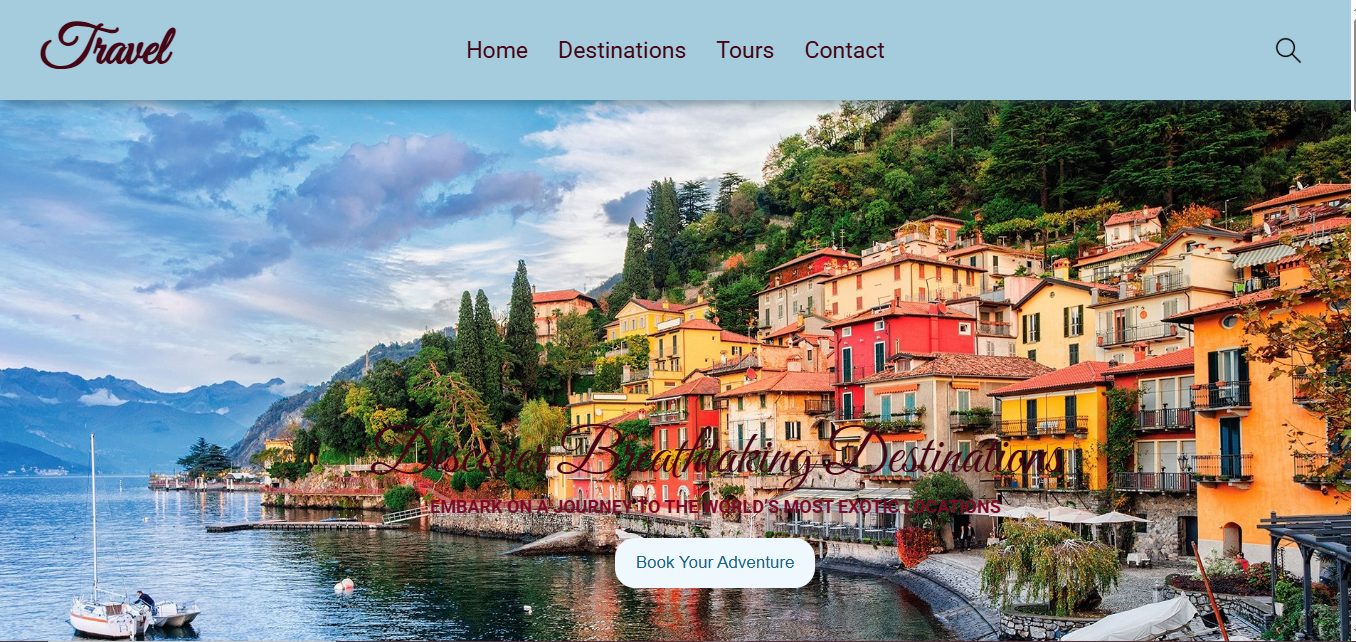 Travel
Home Destinations Tours Contact
Discover Breathtaking Destinations
EMBARK ON A JOURNEY TO THE WORLD'S MOST EXOTIC LOCATIONS
Book Your Adventure